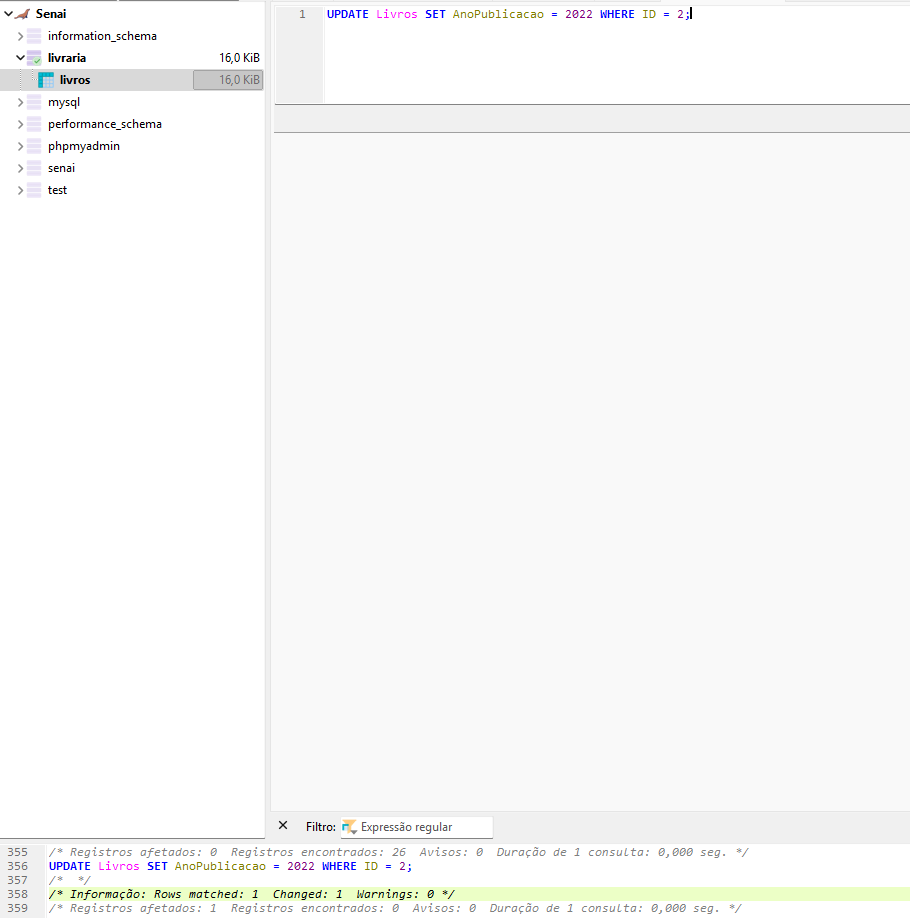 Senai
information_schema
livraria 16,0 KiB
livros 16,0 KiB
mysql
performance_schema
phpmyadmin
senai
test
1 UPDATE Livros SET AnoPublicacao = 2022 WHERE ID = 2;
Filtro: Expressão regular
355 /* Registros afetados: 0  Registros encontrados: 26  Avisos: 0  Duração de 1 consulta: 0,000 seg. */
356 UPDATE Livros SET AnoPublicacao = 2022 WHERE ID = 2;
357 /*  */
358 /* Informação: Rows matched: 1  Changed: 1  Warnings: 0 */
359 /* Registros afetados: 1  Registros encontrados: 0  Avisos: 0  Duração de 1 consulta: 0,000 seg. */